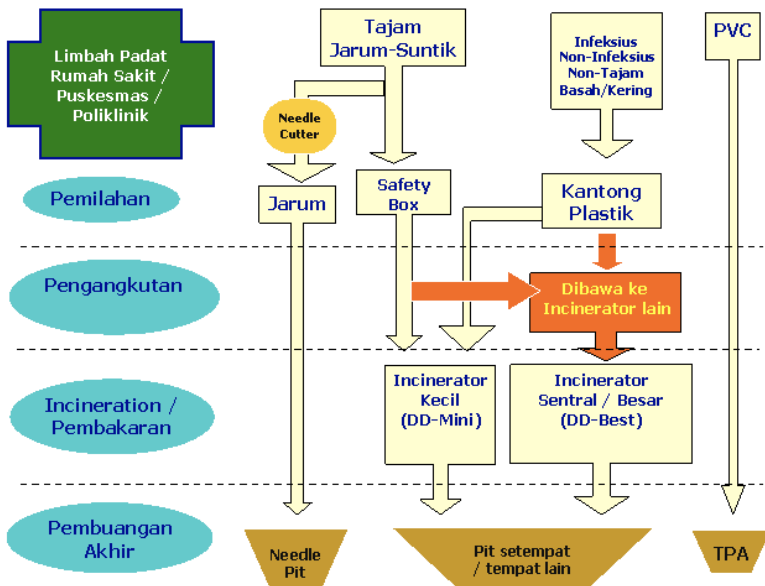 Limbah Padat
Rumah Sakit /
Puskesmas /
Poliklinik
Tajam
Jarum-Suntik
Infeksius
Non-Infeksius
Non-Tajam
Basah/Kering
PVC
Needle
Cutter
Pemilahan
Jarum
Safety
Box
Kantong
Plastik
Pengangkutan
Dibawa ke
Incinerator lain
Incineration /
Pembakaran
Incinerator
Kecil
(DD-Mini)
Incinerator
Sentral / Besar
(DD-Best)
Pembuangan
Akhir
Needle
Pit
Pit setempat
/ tempat lain
TPA